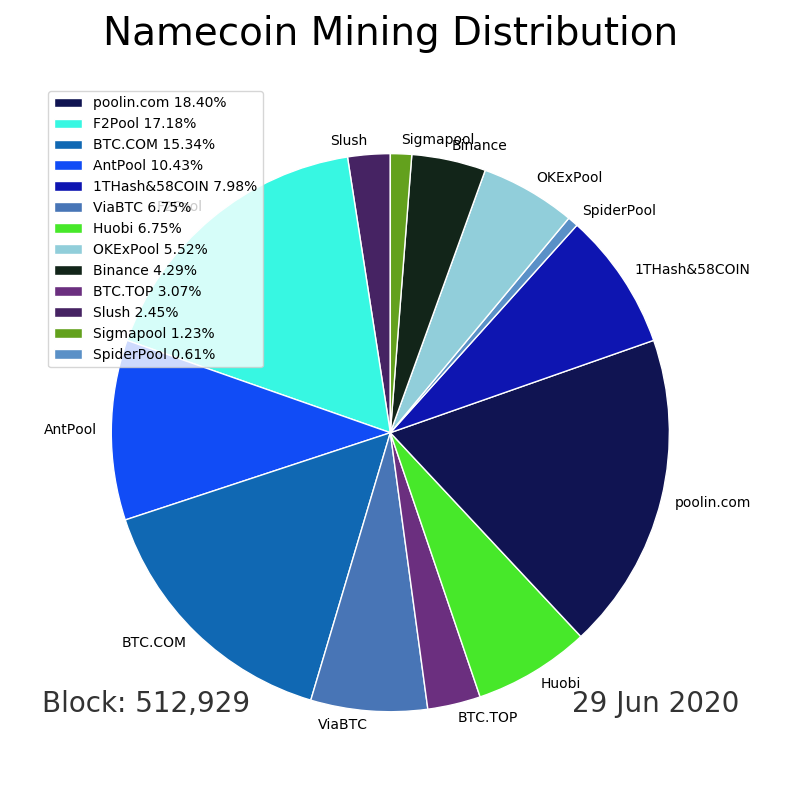 Namecoin Mining Distribution
poolin.com 18.40%
F2Pool 17.18%
BTC.COM 15.34%
AntPool 10.43%
1THash&58COIN 7.98%
ViaBTC 6.75%
Huobi 6.75%
OKExPool 5.52%
Binance 4.29%
BTC.TOP 3.07%
Slush 2.45%
Sigmapool 1.23%
SpiderPool 0.61%
Slush
Sigmapool
Binance
OKExPool
SpiderPool
1THash&58COIN
AntPool
poolin.com
BTC.COM
Huobi
BTC.TOP
ViaBTC
Block: 512,929
29 Jun 2020